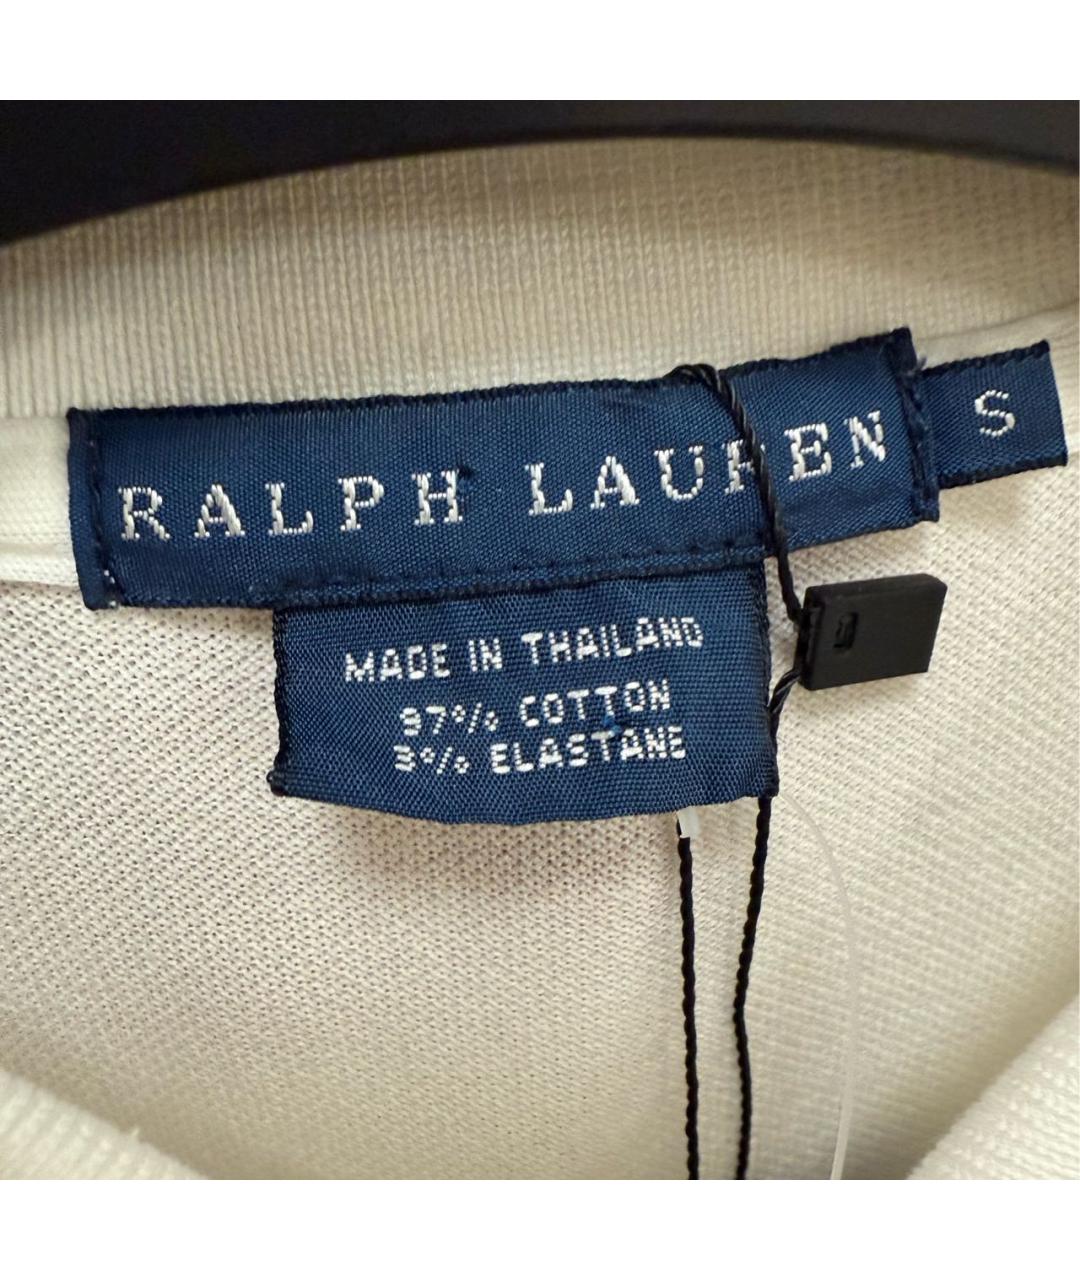 RALPH LAUREN
S
MADE IN THAILAND
97% COTTON
3% ELASTANE